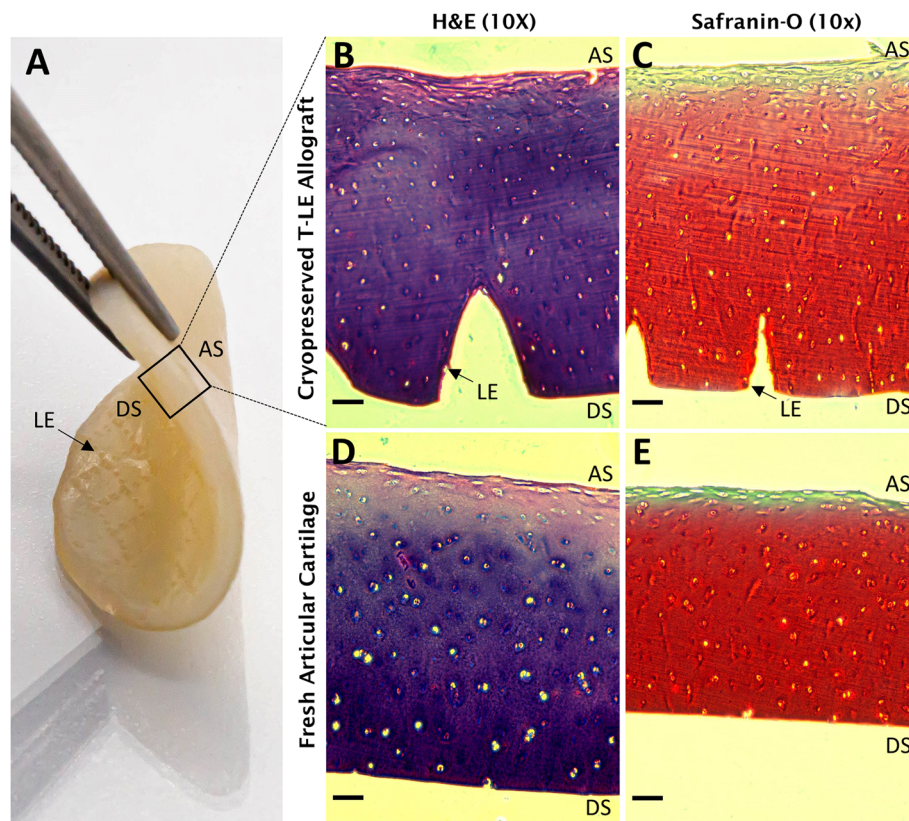 H&E (10X)
Safranin-O (10x)
A
AS
DS
LE
Cryopreserved T-LE Allograft
B
AS
LE
DS
C
AS
LE
DS
Fresh Articular Cartilage
D
AS
DS
E
AS
DS